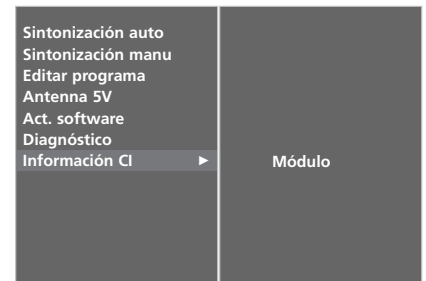 Sintonización auto
Sintonización manu
Editar programa
Antenna 5V
Act. software
Diagnóstico
Información CI ►
Módulo